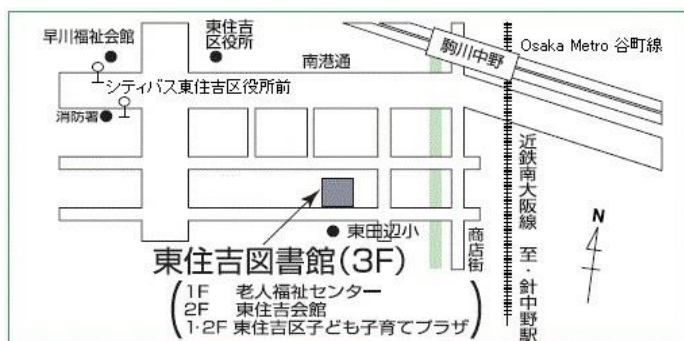 早川福祉会館
東住吉
区役所
南港通
駒川中野
Osaka Metro 谷町線
シティバス東住吉区役所前
消防署
近鉄南大阪線 至・針中野駅
N
東田辺小
商店街
東住吉図書館(3F)
1F 老人福祉センター
2F 東住吉会館
1・2F 東住吉区子ども子育てプラザ